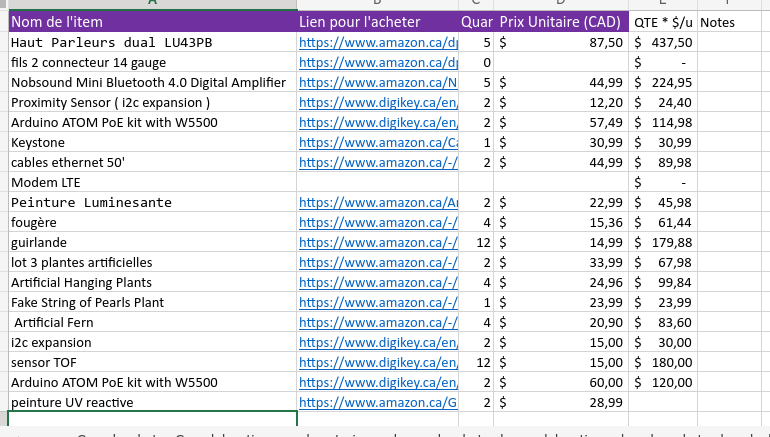 Nom de l'item Lien pour l'acheter Quar Prix Unitaire (CAD) QTE * $/u Notes
Haut Parleurs dual LU43PB https://www.amazon.ca/dp 5 $ 87,50 $ 437,50
fils 2 connecteur 14 gauge https://www.amazon.ca/dp 0 $ -
Nobsound Mini Bluetooth 4.0 Digital Amplifier https://www.amazon.ca/N 5 $ 44,99 $ 224,95
Proximity Sensor ( i2c expansion ) https://www.digikey.ca/en/ 2 $ 12,20 $ 24,40
Arduino ATOM PoE kit with W5500 https://www.digikey.ca/en/ 2 $ 57,49 $ 114,98
Keystone https://www.amazon.ca/Ca 1 $ 30,99 $ 30,99
cables ethernet 50' https://www.amazon.ca/-/ 2 $ 44,99 $ 89,98
Modem LTE $ -
Peinture Luminesante https://www.amazon.ca/A 2 $ 22,99 $ 45,98
fougère https://www.amazon.ca/-/ 4 $ 15,36 $ 61,44
guirlande https://www.amazon.ca/-/ 12 $ 14,99 $ 179,88
lot 3 plantes artificielles https://www.amazon.ca/-/ 2 $ 33,99 $ 67,98
Artificial Hanging Plants https://www.amazon.ca/-/ 4 $ 24,96 $ 99,84
Fake String of Pearls Plant https://www.amazon.ca/-/ 1 $ 23,99 $ 23,99
Artificial Fern https://www.amazon.ca/-/ 4 $ 20,90 $ 83,60
i2c expansion https://www.digikey.ca/en/ 2 $ 15,00 $ 30,00
sensor TOF https://www.digikey.ca/en/ 12 $ 15,00 $ 180,00
Arduino ATOM PoE kit with W5500 https://www.digikey.ca/en/ 2 $ 60,00 $ 120,00
peinture UV reactive https://www.amazon.ca/G 2 $ 28,99